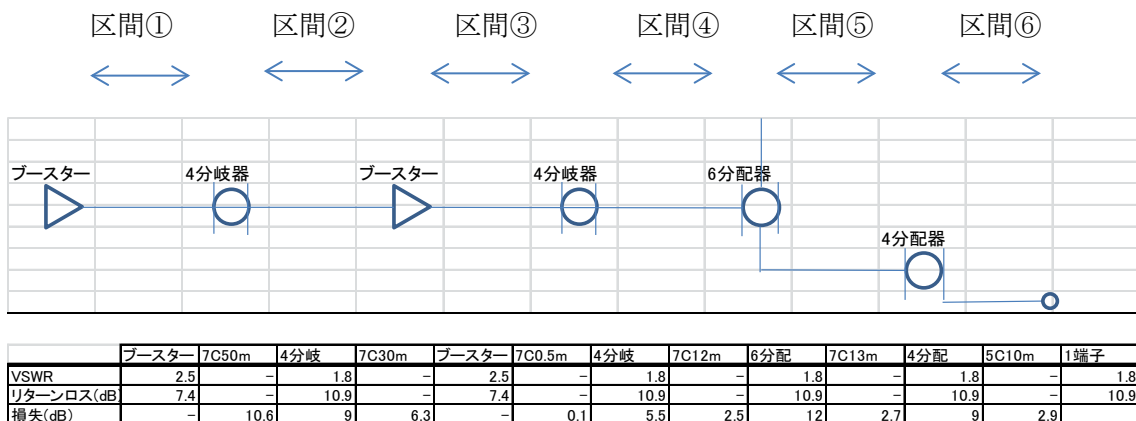 区間① 区間② 区間③ 区間④ 区間⑤ 区間⑥
ブースター 4分岐器 ブースター 4分岐器 6分配器
4分配器
ブースター 7C50m 4分岐 7C30m ブースター 7C0.5m 4分岐 7C12m 6分配 7C13m 4分配 5C10m 1端子
VSWR 2.5 - 1.8 - 2.5 - 1.8 - 1.8 - 1.8 - 1.8
リターンロス(dB) 7.4 - 10.9 - 7.4 - 10.9 - 10.9 - 10.9 - 10.9
損失(dB) - 10.6 9 6.3 - 0.1 5.5 2.5 12 2.7 9 2.9